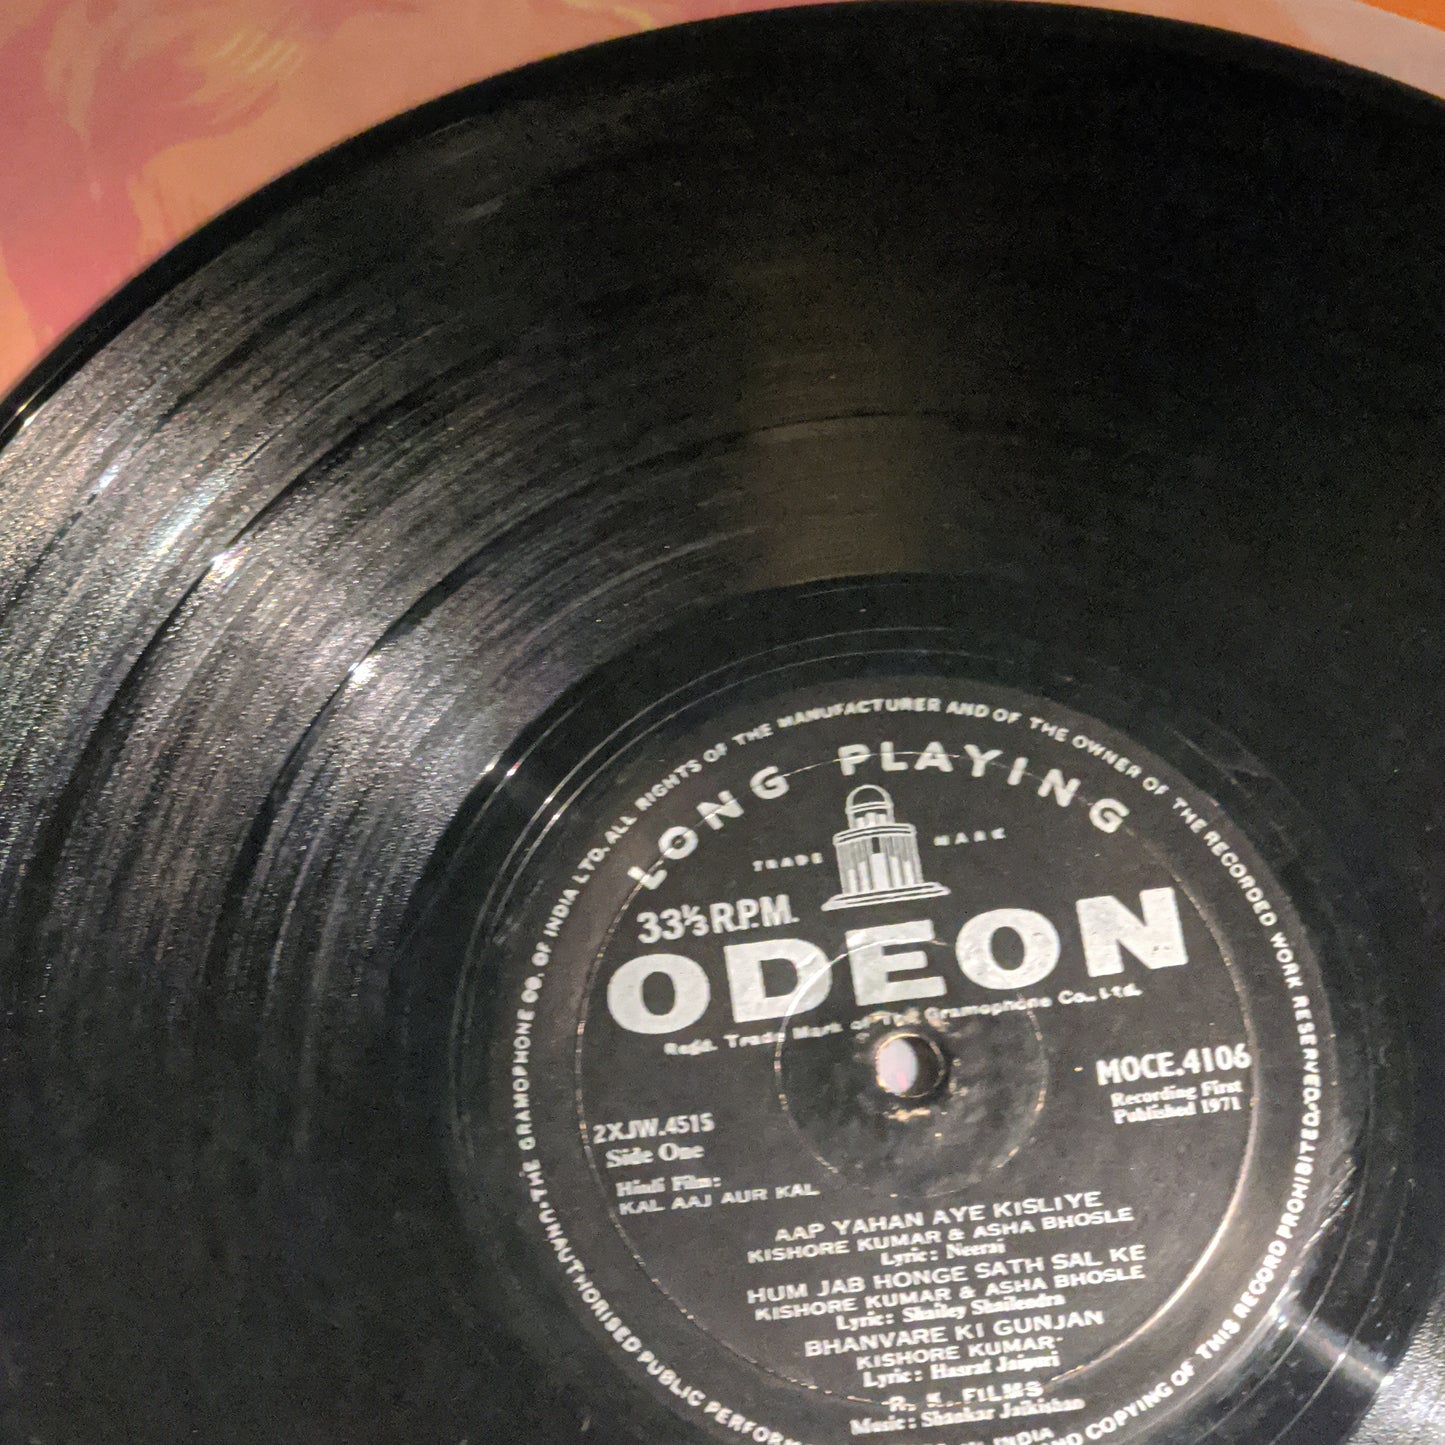 THE GRAMOPHONE CO. OF INDIA LTD. ALL RIGHTS OF THE MANUFACTURER AND OF THE OWNER OF THE RECORDED WORK RESERVED
LONG PLAYING
TRADE MARK
33⅓ R.P.M.
ODEON
Regd. Trade Mark of The Gramophone Co., Ltd.
MOCE.4106
Recording First
Published 1971
2XJW.4515
Side One
Hindi Film:
KAL AAJ AUR KAL
AAP YAHAN AYE KISLIYE
KISHORE KUMAR & ASHA BHOSLE
Lyric: Neeraj
HUM JAB HONGE SATH SAL KE
KISHORE KUMAR & ASHA BHOSLE
Lyric: Shailey Shailendra
BHANVARE KI GUNJAN
KISHORE KUMAR
Lyric: Hasrat Jaipuri
R. K. FILMS
Music: Shankar Jaikishan
INDIA
UNAUTHORISED PUBLIC PERFOR
AND COPYING OF THIS RECORD PROHIBITED